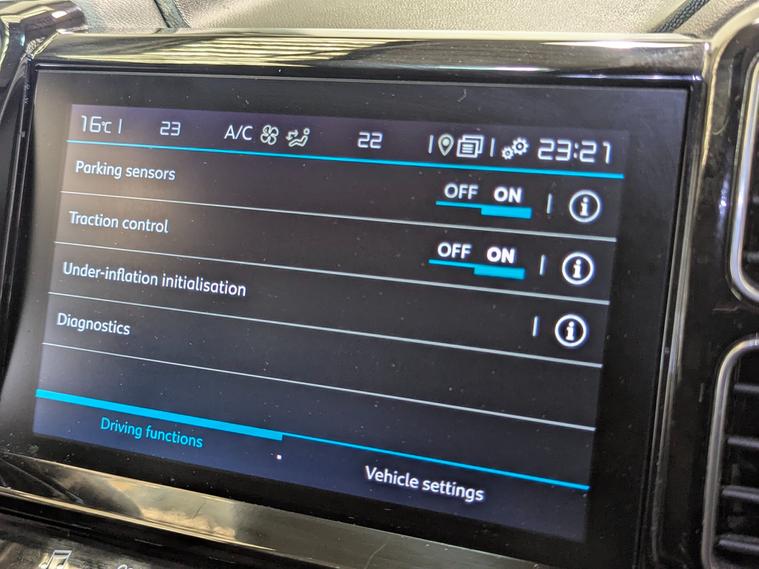 16°C 23 A/C 22 23:21
Parking sensors OFF ON i
Traction control OFF ON i
Under-inflation initialisation i
Diagnostics
Driving functions
Vehicle settings